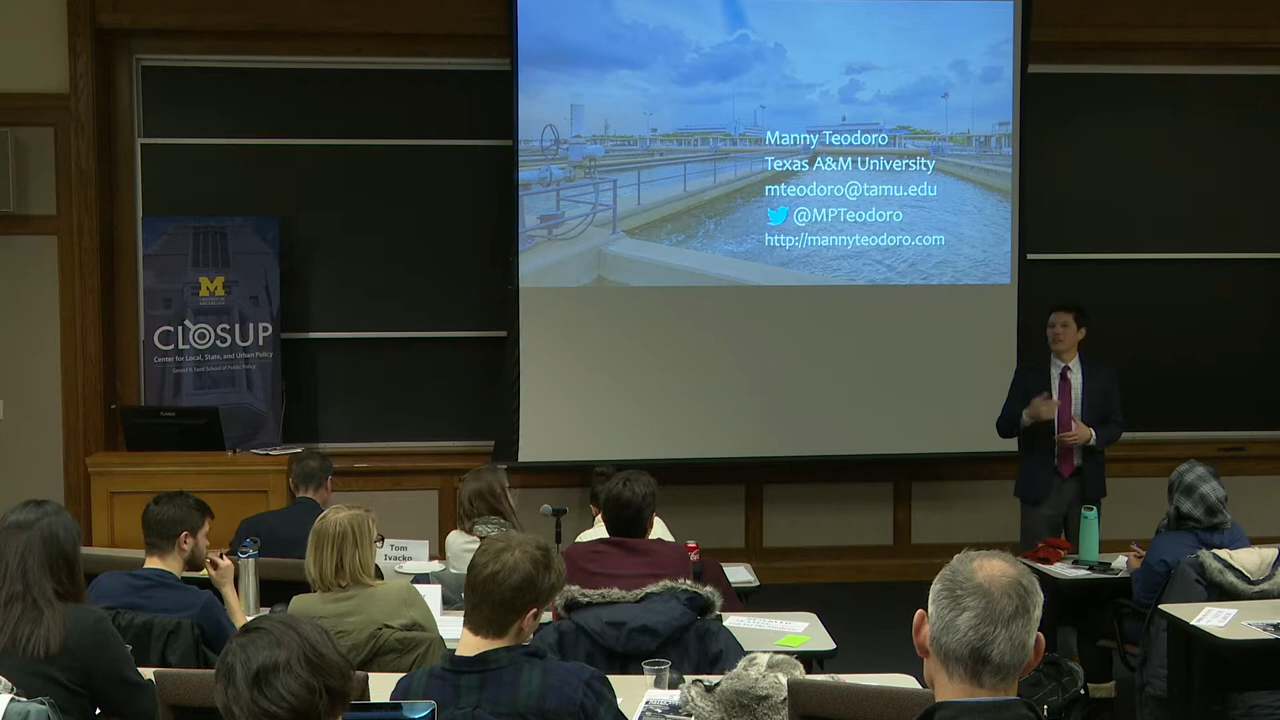 Manny Teodoro
Texas A&M University
mteodoro@tamu.edu
@MPTeodoro
http://mannyteodoro.com
M
CLOSUP
Center for Local, State, and Urban Policy
Gerald R. Ford School of Public Policy
Tom
Ivacko